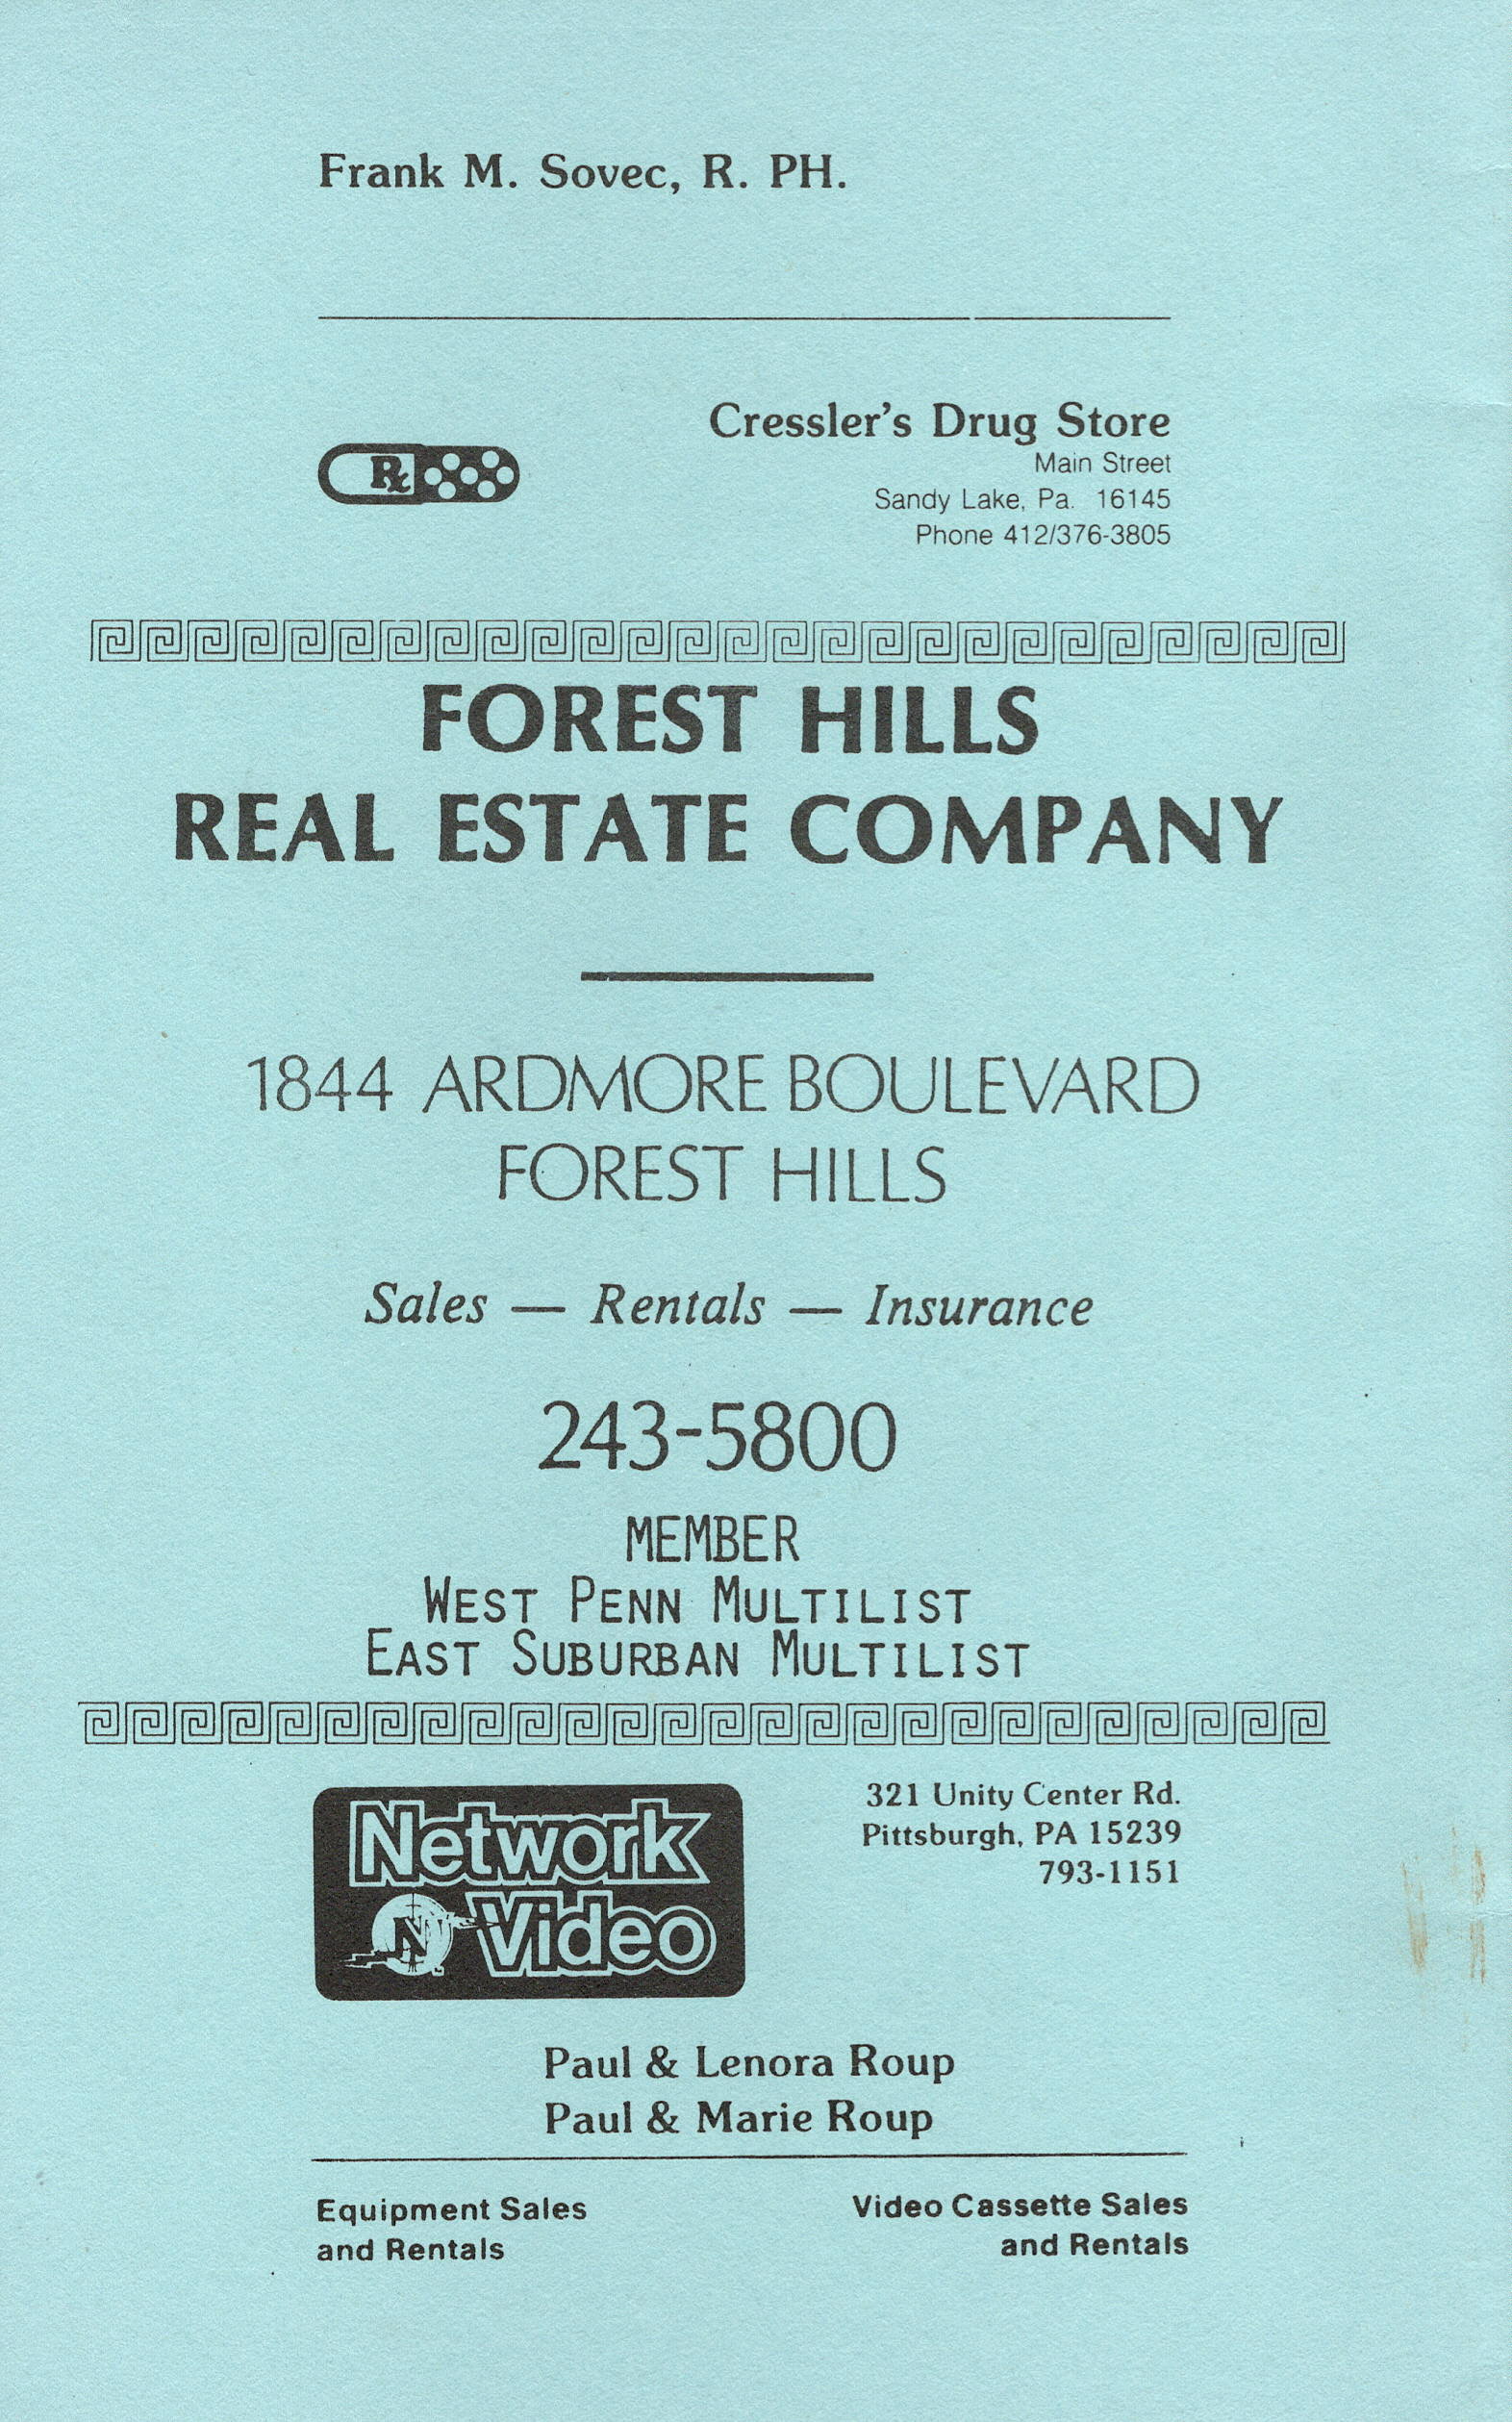 Frank M. Sovec, R. PH.
Rx
Cressler's Drug Store
Main Street
Sandy Lake, Pa. 16145
Phone 412/376-3805
FOREST HILLS
REAL ESTATE COMPANY
1844 ARDMORE BOULEVARD
FOREST HILLS
Sales — Rentals — Insurance
243-5800
MEMBER
WEST PENN MULTILIST
EAST SUBURBAN MULTILIST
Network
N Video
321 Unity Center Rd.
Pittsburgh, PA 15239
793-1151
Paul & Lenora Roup
Paul & Marie Roup
Equipment Sales
and Rentals
Video Cassette Sales
and Rentals